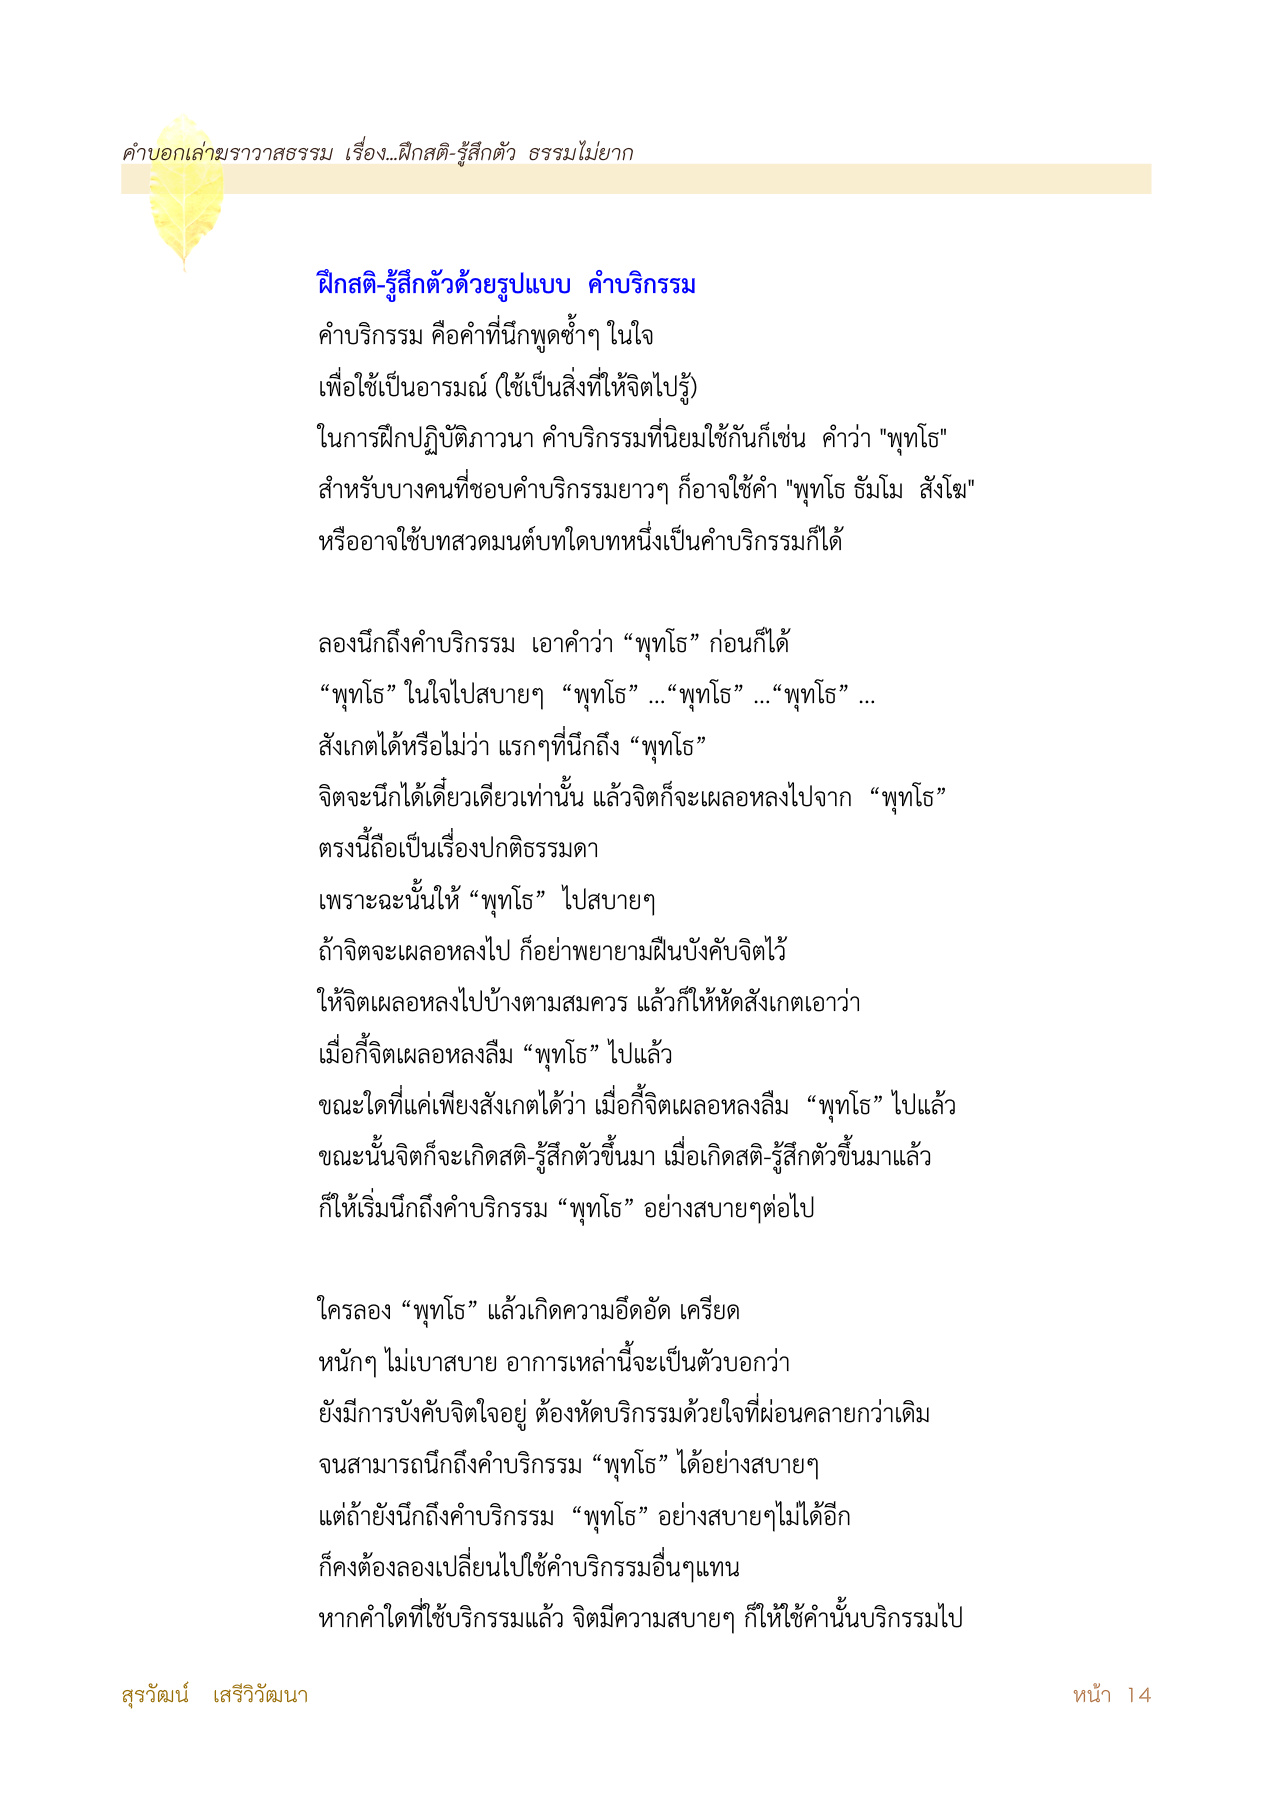 คำบอกเล่าฆราวาสธรรม เรื่อง...ฝึกสติ-รู้สึกตัว ธรรมไม่ยาก
ฝึกสติ-รู้สึกตัวด้วยรูปแบบ คำบริกรรม
คำบริกรรม คือคำที่นึกพูดซ้ำๆ ในใจ
เพื่อใช้เป็นอารมณ์ (ใช้เป็นสิ่งที่ให้จิตไปรู้)
ในการฝึกปฏิบัติภาวนา คำบริกรรมที่นิยมใช้กันก็เช่น คำว่า "พุทโธ"
สำหรับบางคนที่ชอบคำบริกรรมยาวๆ ก็อาจใช้คำ "พุทโธ ธัมโม สังโฆ"
หรืออาจใช้บทสวดมนต์บทใดบทหนึ่งเป็นคำบริกรรมก็ได้
ลองนึกถึงคำบริกรรม เอาคำว่า “พุทโธ” ก่อนก็ได้
“พุทโธ” ในใจไปสบายๆ “พุทโธ” ...“พุทโธ” ...“พุทโธ” ...
สังเกตได้หรือไม่ว่า แรกๆที่นึกถึง “พุทโธ”
จิตจะนึกได้เดี๋ยวเดียวเท่านั้น แล้วจิตก็จะเผลอหลงไปจาก “พุทโธ”
ตรงนี้ถือเป็นเรื่องปกติธรรมดา
เพราะฉะนั้นให้ “พุทโธ” ไปสบายๆ
ถ้าจิตจะเผลอหลงไป ก็อย่าพยายามฝืนบังคับจิตไว้
ให้จิตเผลอหลงไปบ้างตามสมควร แล้วก็ให้หัดสังเกตเอาว่า
เมื่อกี้จิตเผลอหลงลืม “พุทโธ” ไปแล้ว
ขณะใดที่แค่เพียงสังเกตได้ว่า เมื่อกี้จิตเผลอหลงลืม “พุทโธ” ไปแล้ว
ขณะนั้นจิตก็จะเกิดสติ-รู้สึกตัวขึ้นมา เมื่อเกิดสติ-รู้สึกตัวขึ้นมาแล้ว
ก็ให้เริ่มนึกถึงคำบริกรรม “พุทโธ” อย่างสบายๆต่อไป
ใครลอง “พุทโธ” แล้วเกิดความอึดอัด เครียด
หนักๆ ไม่เบาสบาย อาการเหล่านี้จะเป็นตัวบอกว่า
ยังมีการบังคับจิตใจอยู่ ต้องหัดบริกรรมด้วยใจที่ผ่อนคลายกว่าเดิม
จนสามารถนึกถึงคำบริกรรม “พุทโธ” ได้อย่างสบายๆ
แต่ถ้ายังนึกถึงคำบริกรรม “พุทโธ” อย่างสบายๆไม่ได้อีก
ก็คงต้องลองเปลี่ยนไปใช้คำบริกรรมอื่นๆแทน
หากคำใดที่ใช้บริกรรมแล้ว จิตมีความสบายๆ ก็ให้ใช้คำนั้นบริกรรมไป
สุรวัฒน์ เสรีวิวัฒนา
หน้า 14